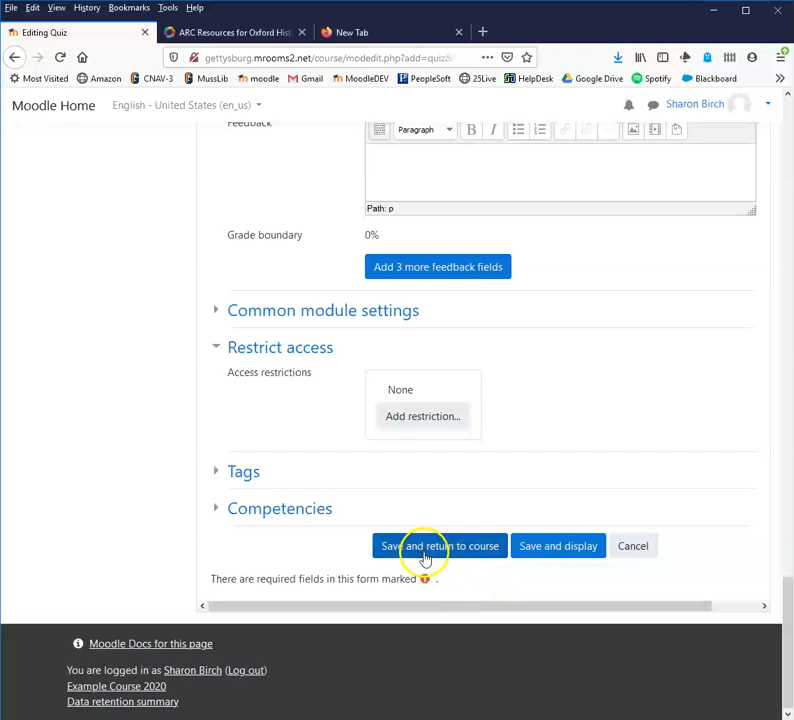 File Edit View History Bookmarks Tools Help
Editing Quiz ARC Resources for Oxford Hist New Tab
gettysburg.mrooms2.net/course/modedit.php?add=quiz&
Most Visited Amazon CNAV-3 MussLib moodle Gmail MoodleDEV PeopleSoft 25Live HelpDesk Google Drive Spotify Blackboard
Moodle Home English - United States (en_us) Sharon Birch
Feedback
Paragraph B I
Path: p
Grade boundary 0%
Add 3 more feedback fields
Common module settings
Restrict access
Access restrictions
None
Add restriction...
Tags
Competencies
Save and return to course Save and display Cancel
There are required fields in this form marked .
Moodle Docs for this page
You are logged in as Sharon Birch (Log out)
Example Course 2020
Data retention summary